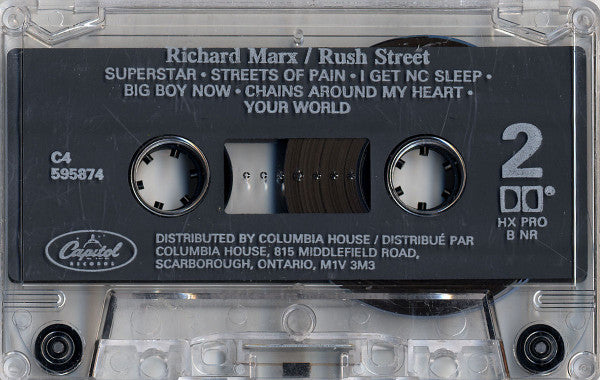 Richard Marx / Rush Street
SUPERSTAR • STREETS OF PAIN • I GET NC SLEEP •
BIG BOY NOW • CHAINS AROUND MY HEART •
YOUR WORLD
C4
595874
2
HX PRO
B NR
Capitol
RECORDS
DISTRIBUTED BY COLUMBIA HOUSE / DISTRIBUÉ PAR
COLUMBIA HOUSE, 815 MIDDLEFIELD ROAD,
SCARBOROUGH, ONTARIO, M1V 3M3